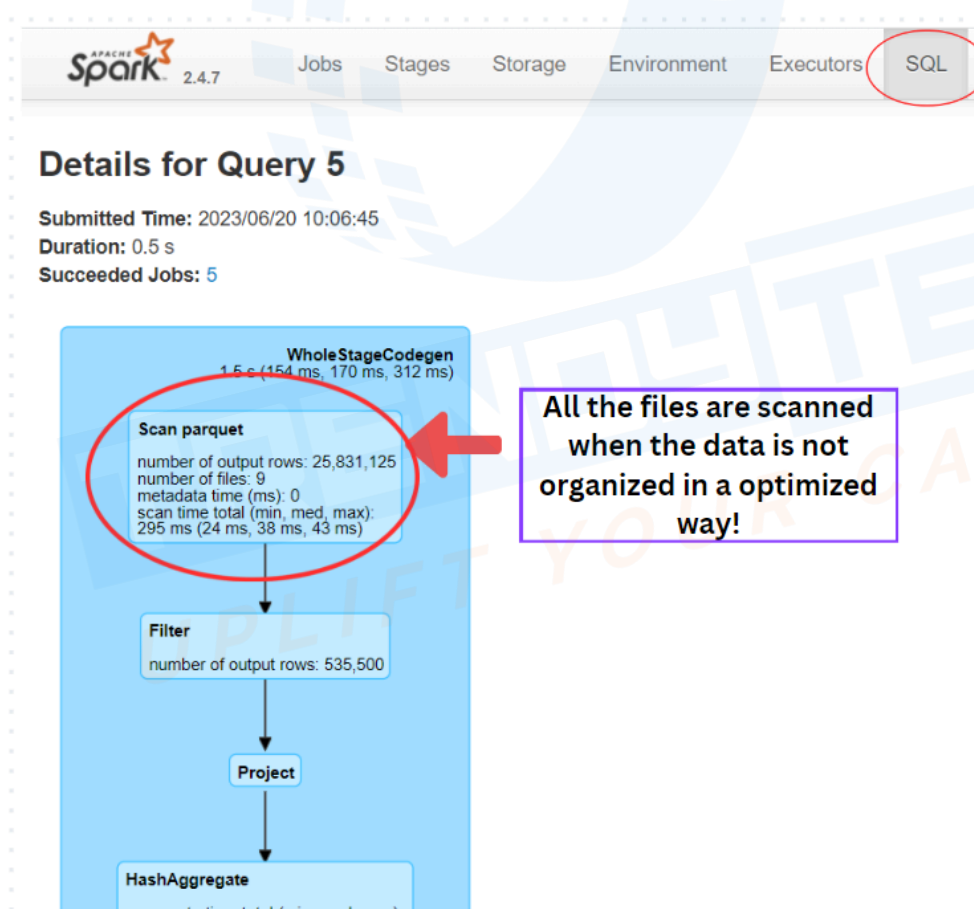 APACHE
Spark 2.4.7 Jobs Stages Storage Environment Executors SQL
Details for Query 5
Submitted Time: 2023/06/20 10:06:45
Duration: 0.5 s
Succeeded Jobs: 5
WholeStageCodegen
1.5 s (154 ms, 170 ms, 312 ms)
Scan parquet
number of output rows: 25,831,125
number of files: 9
metadata time (ms): 0
scan time total (min, med, max):
295 ms (24 ms, 38 ms, 43 ms)
All the files are scanned
when the data is not
organized in a optimized
way!
Filter
number of output rows: 535,500
Project
HashAggregate
UPLIFT YOUR CA